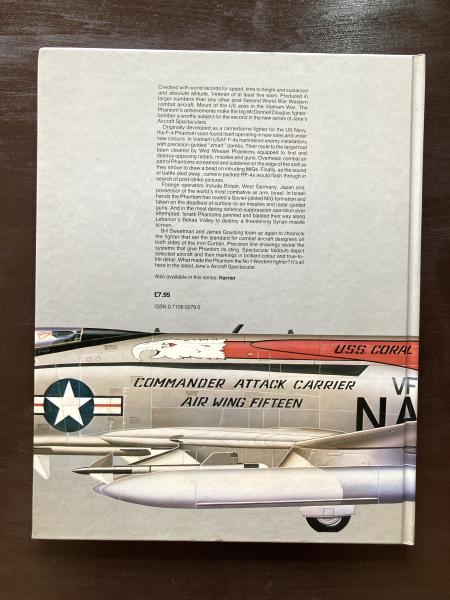 Credited with world records for speed, time to height and sustained
and absolute altitude. Veteran of at least five wars. Produced in
larger numbers than any other post-Second World War Western
combat aircraft. Mount of the US aces in the Vietnam War. The
Phantom's achievements make the big McDonnell Douglas fighter-
bomber a worthy subject for the second in the new series of Jane's
Aircraft Spectaculars.
Originally developed as a carrierborne fighter for the US Navy,
the F-4 Phantom soon found itself operating in new roles and under
new colours. In Vietnam USAF F-4s hammered enemy installations
with precision-guided "smart" bombs. Their route to the target had
been cleared by Wild Weasel Phantoms equipped to find and
destroy opposing radars, missiles and guns. Overhead, combat air
patrol Phantoms screamed and juddered on the edge of the stall as
they strove to draw a bead on intruding MiGs. Finally, as the sound
of battle died away, camera-packed RF-4s would flash through in
search of post-strike pictures.
Foreign operators include Britain, West Germany, Japan and,
possessor of the world's most combative air arm, Israel. In Israeli
hands the Phantom has routed a Soviet-piloted MiG formation and
taken on the deadliest of surface-to-air missiles and radar-guided
guns. And in the most daring defence-suppression operation ever
attempted, Israeli Phantoms jammed and blasted their way along
Lebanon's Bekaa Valley to destroy a threatening Syrian missile
screen.
Bill Sweetman and James Goulding team up again to chronicle
the fighter that set the standard for combat aircraft designers on
both sides of the Iron Curtain. Precision line drawings reveal the
systems that give Phantom its sting. Spectacular foldouts depict
selected aircraft and their markings in brilliant colour and true-to-
life detail. What made the Phantom the No 1 Western fighter? It's all
here in the latest Jane's Aircraft Spectacular.
Also available in this series: Harrier
£7.95
ISBN 0 7106 0279 0
U.S.S. CORAL
COMMANDER ATTACK CARRIER
AIR WING FIFTEEN
VF
NA